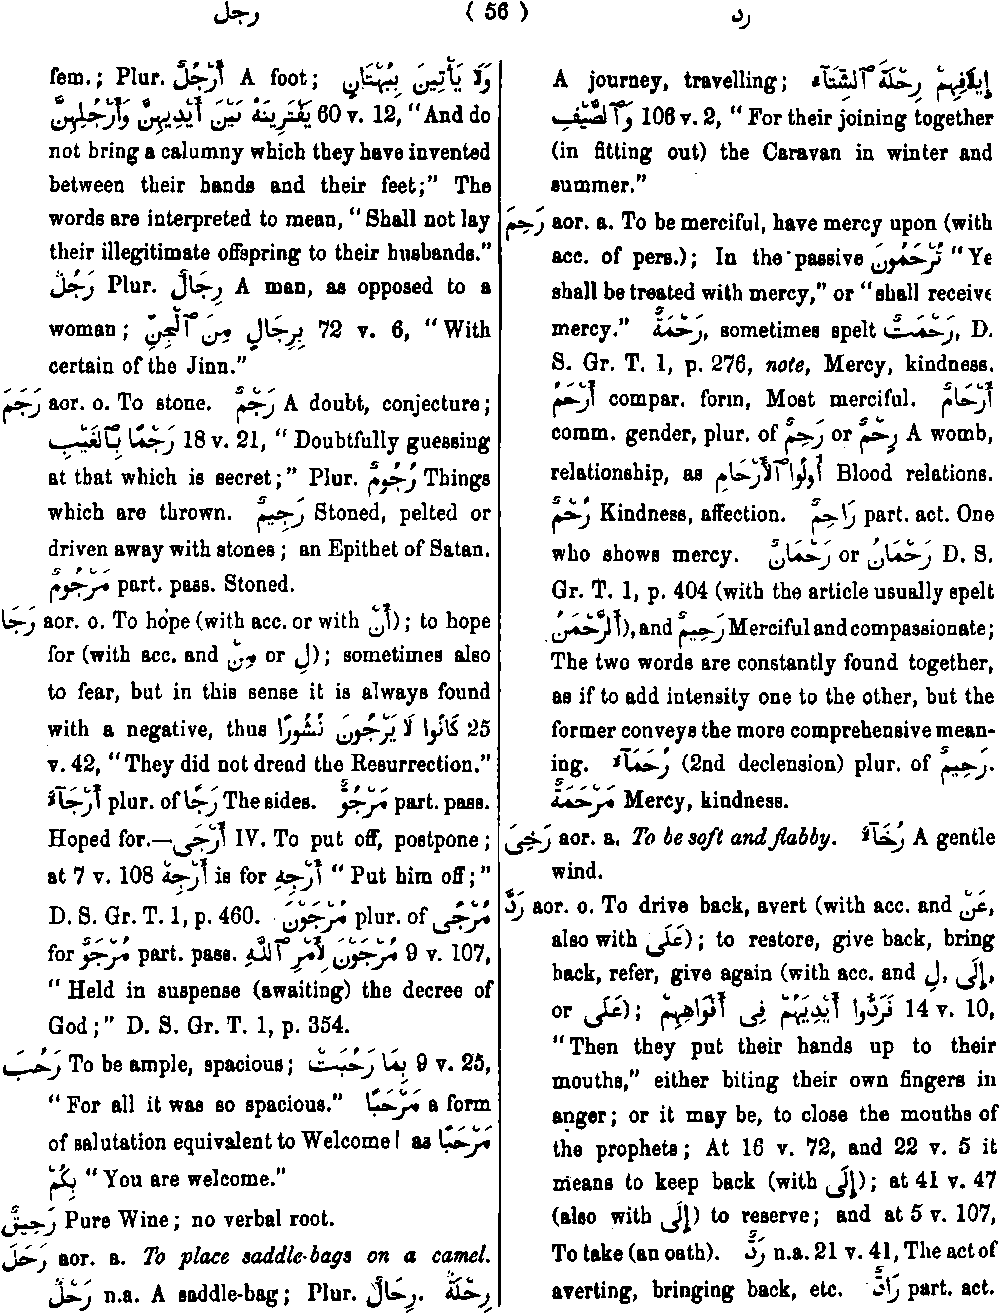 رجل ( 56 ) رد
fem.; Plur. أَرْجُلٌ A foot; وَلَا يَأْتِينَ بِبُهْتَانٍ
يَفْتَرِينَهُ بَيْنَ أَيْدِيهِنَّ وَأَرْجُلِهِنَّ 60 v. 12, "And do
not bring a calumny which they have invented
between their hands and their feet;" The
words are interpreted to mean, "Shall not lay
their illegitimate offspring to their husbands."
رَجُلٌ Plur. رِجَالٌ A man, as opposed to a
woman; بِرِجَالٍ مِنَ ٱلْجِنِّ 72 v. 6, "With
certain of the Jinn."
رَجَمَ aor. o. To stone. رَجْمٌ A doubt, conjecture;
رَجْمًا بِٱلْغَيْبِ 18 v. 21, "Doubtfully guessing
at that which is secret;" Plur. رُجُومٌ Things
which are thrown. رَجِيمٌ Stoned, pelted or
driven away with stones; an Epithet of Satan.
مَرْجُومٌ part. pass. Stoned.
رَجَا aor. o. To hope (with acc. or with أَنْ); to hope
for (with acc. and مِنْ or لِ); sometimes also
to fear, but in this sense it is always found
with a negative, thus كَانُوا لَا يَرْجُونَ نُشُورًا 25
v. 42, "They did not dread the Resurrection."
أَرْجَآءُ plur. of رَجَا The sides. مَرْجُوٌّ part. pass.
Hoped for.—أَرْجَى IV. To put off, postpone;
at 7 v. 108 أَرْجِهْ is for أَرْجِهِ "Put him off;"
D. S. Gr. T. 1, p. 460. مُرْجَوْنَ plur. of مُرْجًى
for مُرْجَوٌ part. pass. مُرْجَوْنَ لِأَمْرِ ٱللَّهِ 9 v. 107,
"Held in suspense (awaiting) the decree of
God;" D. S. Gr. T. 1, p. 354.
رَحُبَ To be ample, spacious; بِمَا رَحُبَتْ 9 v. 25,
"For all it was so spacious." مَرْحَبًا a form
of salutation equivalent to Welcome! as مَرْحَبًا
بِكُمْ "You are welcome."
رَحِيقٌ Pure Wine; no verbal root.
رَحَلَ aor. a. To place saddle-bags on a camel.
رَحْلٌ n.a. A saddle-bag; Plur. رِحَالٌ. رِحْلَةٌ
A journey, travelling; إِيلَافِهِمْ رِحْلَةَ ٱلشِّتَآءِ
وَٱلصَّيْفِ 106 v. 2, "For their joining together
(in fitting out) the Caravan in winter and
summer."
رَحِمَ aor. a. To be merciful, have mercy upon (with
acc. of pers.); In the passive تُرْحَمُونَ "Ye
shall be treated with mercy," or "shall receive
mercy." رَحْمَةٌ, sometimes spelt رَحْمَتٌ, D.
S. Gr. T. 1, p. 276, note, Mercy, kindness.
أَرْحَمُ compar. form, Most merciful. أَرْحَامٌ
comm. gender, plur. of رَحِمٌ or رِحْمٌ A womb,
relationship, as أُولُوا ٱلْأَرْحَامِ Blood relations.
رُحْمٌ Kindness, affection. رَاحِمٌ part. act. One
who shows mercy. رَحْمَانٌ or رَحْمَانُ D. S.
Gr. T. 1, p. 404 (with the article usually spelt
ٱلرَّحْمَنُ), and رَحِيمٌ Merciful and compassionate;
The two words are constantly found together,
as if to add intensity one to the other, but the
former conveys the more comprehensive mean-
ing. رُحَمَآءُ (2nd declension) plur. of رَحِيمٌ.
مَرْحَمَةٌ Mercy, kindness.
رَخِىَ aor. a. To be soft and flabby. رُخَآءٌ A gentle
wind.
رَدَّ aor. o. To drive back, avert (with acc. and عَنْ,
also with عَلَى); to restore, give back, bring
back, refer, give again (with acc. and لِ, إِلَى,
or عَلَى); فَرَدُّوا أَيْدِيَهُمْ فِى أَفْوَاهِهِمْ 14 v. 10,
"Then they put their hands up to their
mouths," either biting their own fingers in
anger; or it may be, to close the mouths of
the prophets; At 16 v. 72, and 22 v. 5 it
means to keep back (with إِلَى); at 41 v. 47
(also with إِلَى) to reserve; and at 5 v. 107,
To take (an oath). رَدٌّ n.a. 21 v. 41, The act of
averting, bringing back, etc. رَادٌّ part. act.